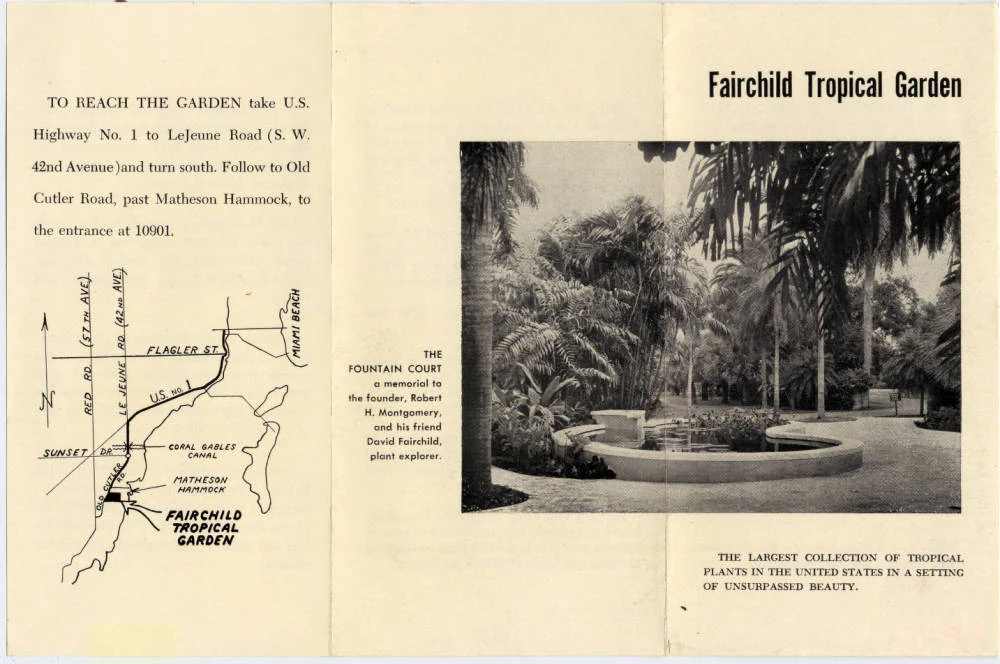 TO REACH THE GARDEN take U.S.
Highway No. 1 to LeJeune Road (S. W.
42nd Avenue)and turn south. Follow to Old
Cutler Road, past Matheson Hammock, to
the entrance at 10901.
RED RD. (57TH AVE)
LE JEUNE RD. (42ND AVE)
MIAMI BEACH
FLAGLER ST.
N
U.S. NO. 1
SUNSET DR.
CORAL GABLES
CANAL
OLD CUTLER RD.
MATHESON
HAMMOCK
FAIRCHILD
TROPICAL
GARDEN
THE
FOUNTAIN COURT
a memorial to
the founder, Robert
H. Montgomery,
and his friend
David Fairchild,
plant explorer.
Fairchild Tropical Garden
THE LARGEST COLLECTION OF TROPICAL
PLANTS IN THE UNITED STATES IN A SETTING
OF UNSURPASSED BEAUTY.